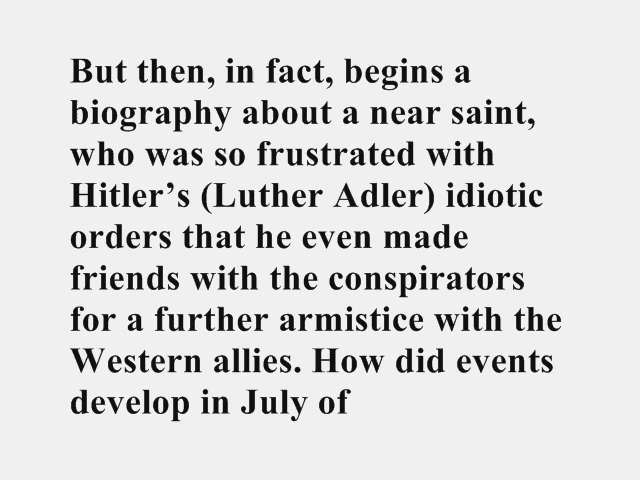 But then, in fact, begins a
biography about a near saint,
who was so frustrated with
Hitler’s (Luther Adler) idiotic
orders that he even made
friends with the conspirators
for a further armistice with the
Western allies. How did events
develop in July of